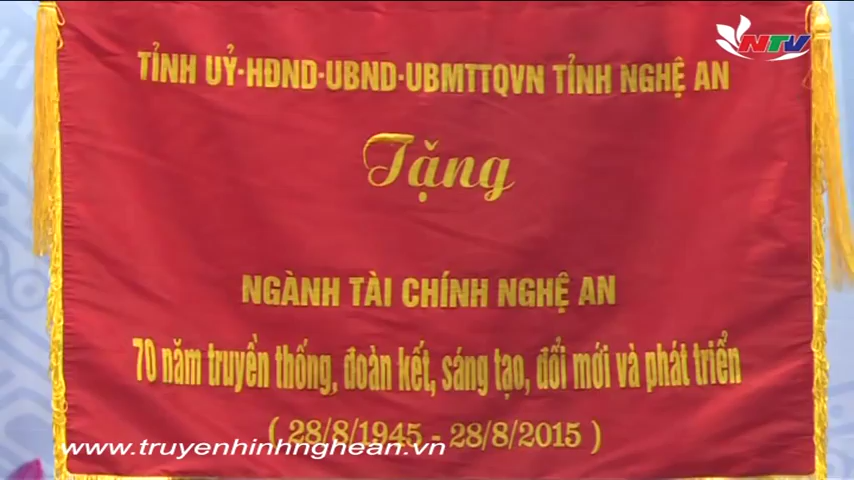 NTV
TỈNH UỶ-HĐND-UBND-UBMTTQVN TỈNH NGHỆ AN
Tặng
NGÀNH TÀI CHÍNH NGHỆ AN
70 năm truyền thống, đoàn kết, sáng tạo, đổi mới và phát triển
( 28/8/1945 - 28/8/2015 )
www.truyenhinhnghean.vn